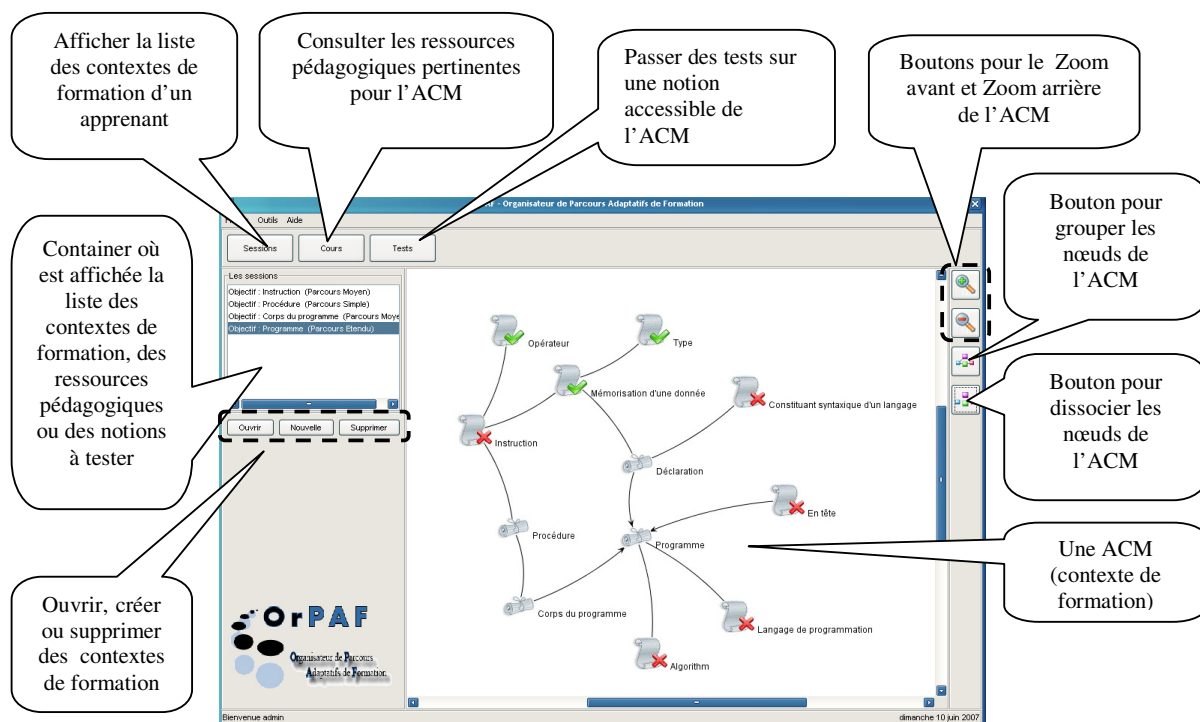 Afficher la liste
des contextes de
formation d'un
apprenant
Consulter les ressources
pédagogiques pertinentes
pour l'ACM
Passer des tests sur
une notion
accessible de
l'ACM
Boutons pour le Zoom
avant et Zoom arrière
de l'ACM
Bouton pour
grouper les
nœuds de
l'ACM
Bouton pour
dissocier les
nœuds de
l'ACM
Une ACM
(contexte de
formation)
Container où
est affichée la
liste des
contextes de
formation, des
ressources
pédagogiques
ou des notions
à tester
Ouvrir, créer
ou supprimer
des contextes
de formation
- Organisateur de Parcours Adaptatifs de Formation
Outils Aide
Sessions Cours Tests
Les sessions
Objectif : Instruction (Parcours Moyen)
Objectif : Procédure (Parcours Simple)
Objectif : Corps du programme (Parcours Moye
Objectif : Programme (Parcours Etendu)
Ouvrir Nouvelle Supprimer
Opérateur
Type
Mémorisation d'une donnée
Constituant syntaxique d'un langage
Instruction
Déclaration
En tête
Procédure
Programme
Corps du programme
Langage de programmation
Algorithm
OrPAF
Organisateur de Parcours
Adaptatifs de Formation
Bienvenue admin
dimanche 10 juin 2007